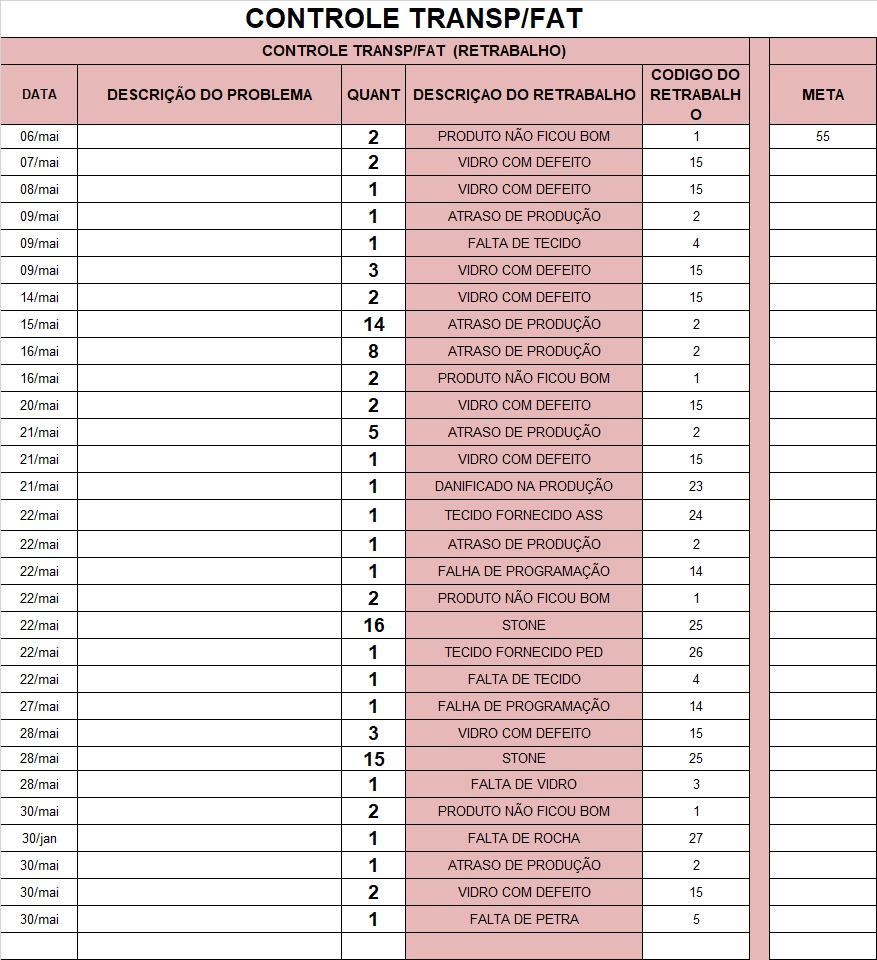 CONTROLE TRANSP/FAT
CONTROLE TRANSP/FAT (RETRABALHO)
DATA DESCRIÇÃO DO PROBLEMA QUANT DESCRIÇAO DO RETRABALHO CODIGO DO RETRABALH O META
06/mai 2 PRODUTO NÃO FICOU BOM 1 55
07/mai 2 VIDRO COM DEFEITO 15
08/mai 1 VIDRO COM DEFEITO 15
09/mai 1 ATRASO DE PRODUÇÃO 2
09/mai 1 FALTA DE TECIDO 4
09/mai 3 VIDRO COM DEFEITO 15
14/mai 2 VIDRO COM DEFEITO 15
15/mai 14 ATRASO DE PRODUÇÃO 2
16/mai 8 ATRASO DE PRODUÇÃO 2
16/mai 2 PRODUTO NÃO FICOU BOM 1
20/mai 2 VIDRO COM DEFEITO 15
21/mai 5 ATRASO DE PRODUÇÃO 2
21/mai 1 VIDRO COM DEFEITO 15
21/mai 1 DANIFICADO NA PRODUÇÃO 23
22/mai 1 TECIDO FORNECIDO ASS 24
22/mai 1 ATRASO DE PRODUÇÃO 2
22/mai 1 FALHA DE PROGRAMAÇÃO 14
22/mai 2 PRODUTO NÃO FICOU BOM 1
22/mai 16 STONE 25
22/mai 1 TECIDO FORNECIDO PED 26
22/mai 1 FALTA DE TECIDO 4
27/mai 1 FALHA DE PROGRAMAÇÃO 14
28/mai 3 VIDRO COM DEFEITO 15
28/mai 15 STONE 25
28/mai 1 FALTA DE VIDRO 3
30/mai 2 PRODUTO NÃO FICOU BOM 1
30/jan 1 FALTA DE ROCHA 27
30/mai 1 ATRASO DE PRODUÇÃO 2
30/mai 2 VIDRO COM DEFEITO 15
30/mai 1 FALTA DE PETRA 5